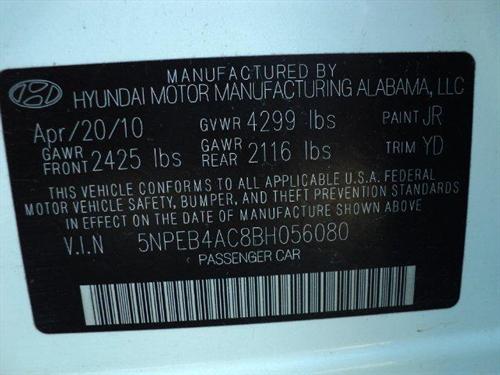 MANUFACTURED BY
HYUNDAI MOTOR MANUFACTURING ALABAMA, LLC
Apr/20/10 GVWR 4299 lbs PAINT JR
GAWR FRONT 2425 lbs GAWR REAR 2116 lbs TRIM YD
THIS VEHICLE CONFORMS TO ALL APPLICABLE U.S.A. FEDERAL
MOTOR VEHICLE SAFETY, BUMPER, AND THEFT PREVENTION STANDARDS
IN EFFECT ON THE DATE OF MANUFACTURE SHOWN ABOVE.
V.I.N 5NPEB4AC8BH056080
PASSENGER CAR